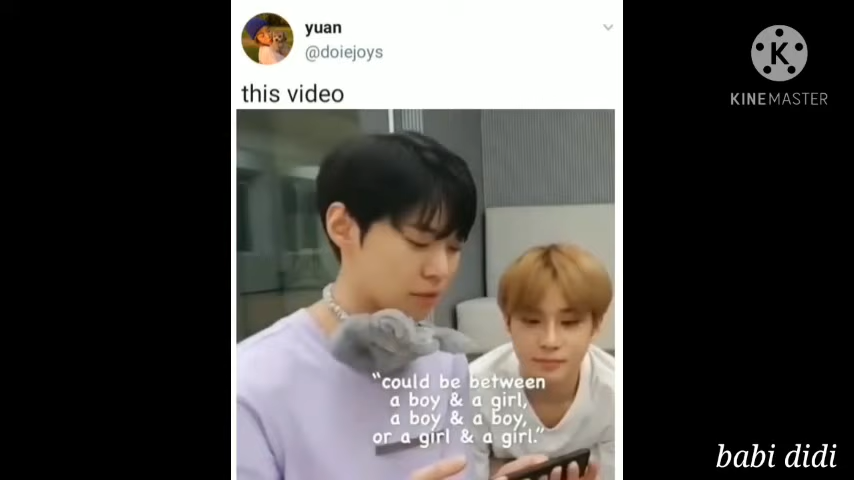 yuan
@doiejoys
this video
K
KINEMASTER
"could be between
a boy & a girl,
a boy & a boy,
or a girl & a girl."
babi didi